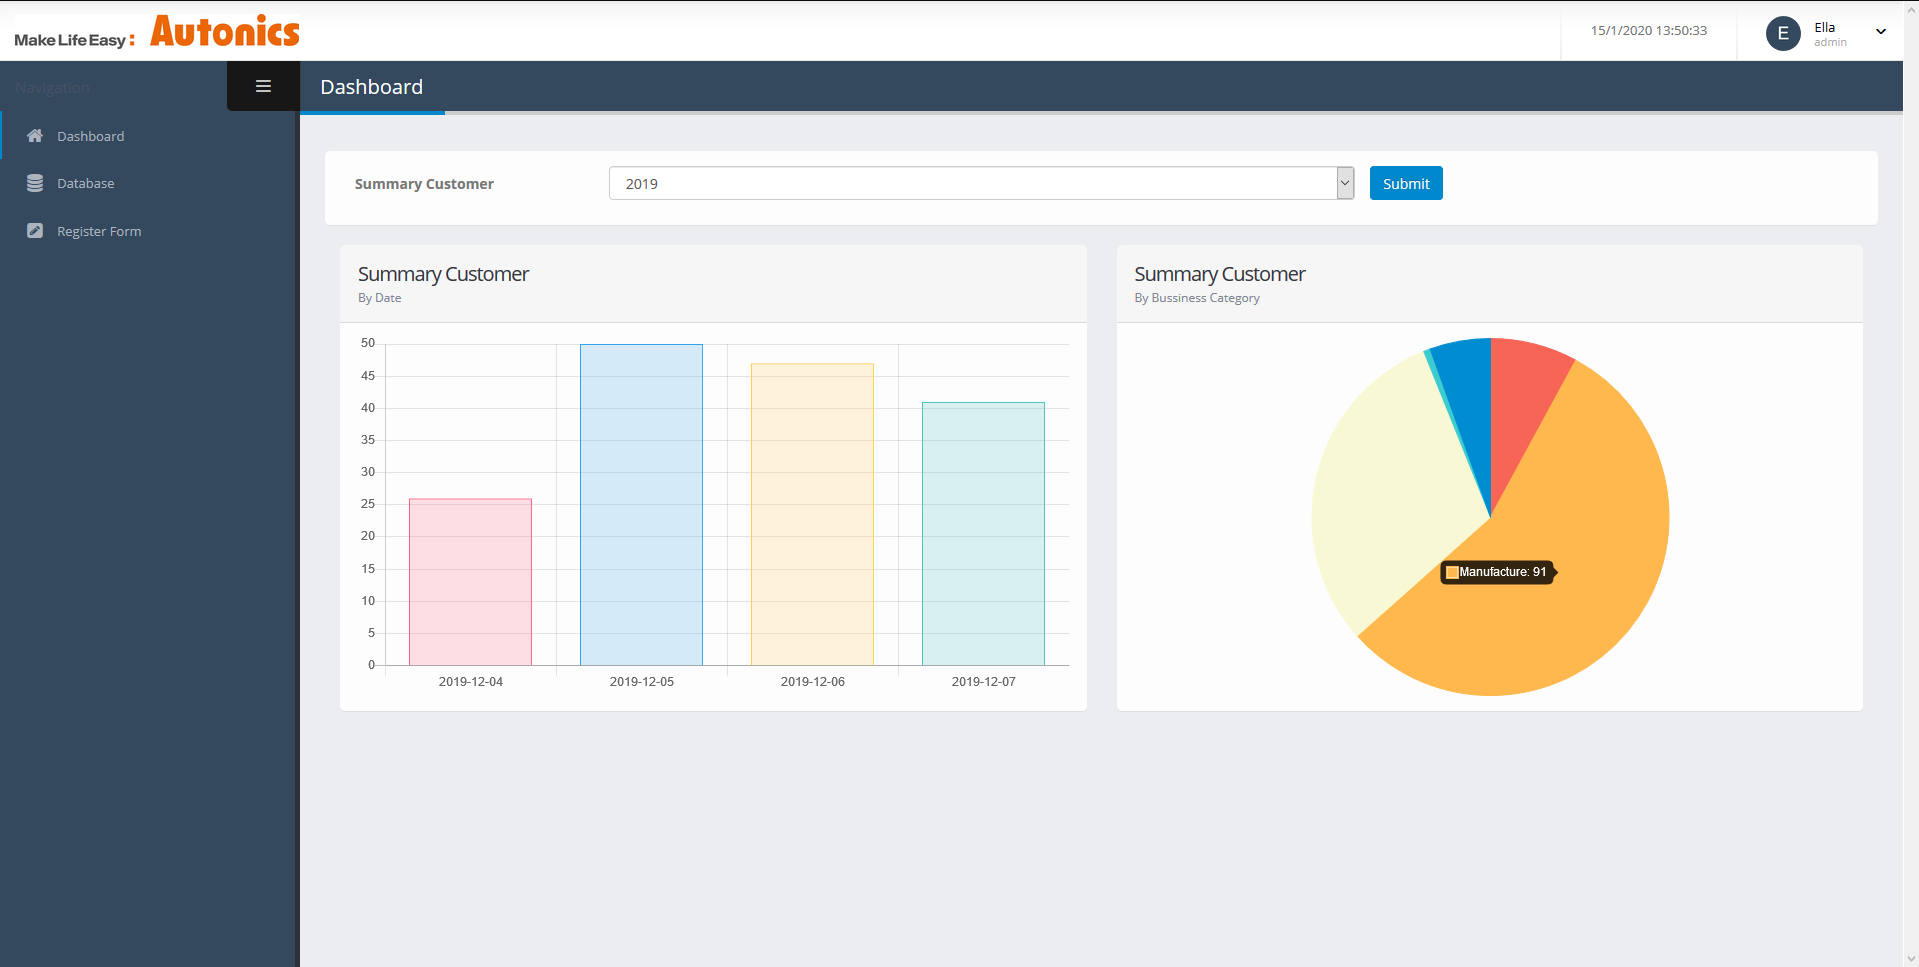 Make Life Easy: Autonics
15/1/2020 13:50:33
E
Ella
admin
Navigation
Dashboard
Dashboard
Database
Register Form
Summary Customer
2019
Submit
Summary Customer
By Date
50
45
40
35
30
25
20
15
10
5
0
2019-12-04
2019-12-05
2019-12-06
2019-12-07
Summary Customer
By Bussiness Category
Manufacture: 91